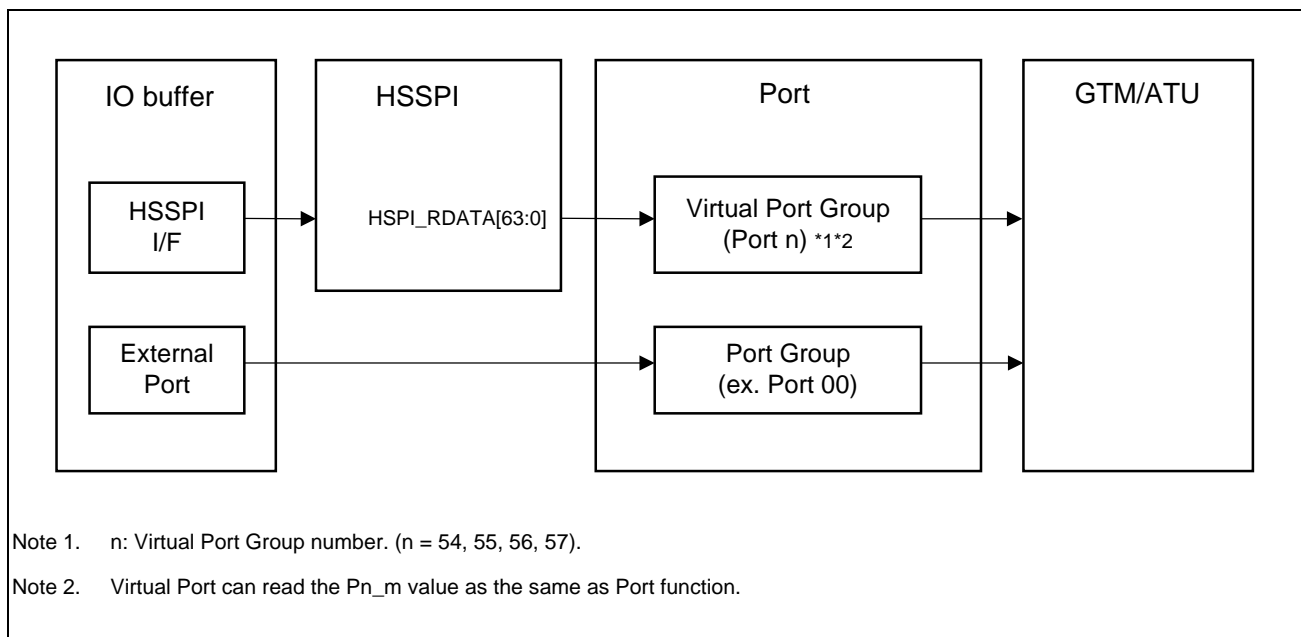 IO buffer
HSSPI
Port
GTM/ATU
HSSPI
I/F
HSPI_RDATA[63:0]
Virtual Port Group
(Port n) *1*2
External
Port
Port Group
(ex. Port 00)
Note 1. n: Virtual Port Group number. (n = 54, 55, 56, 57).
Note 2. Virtual Port can read the Pn_m value as the same as Port function.